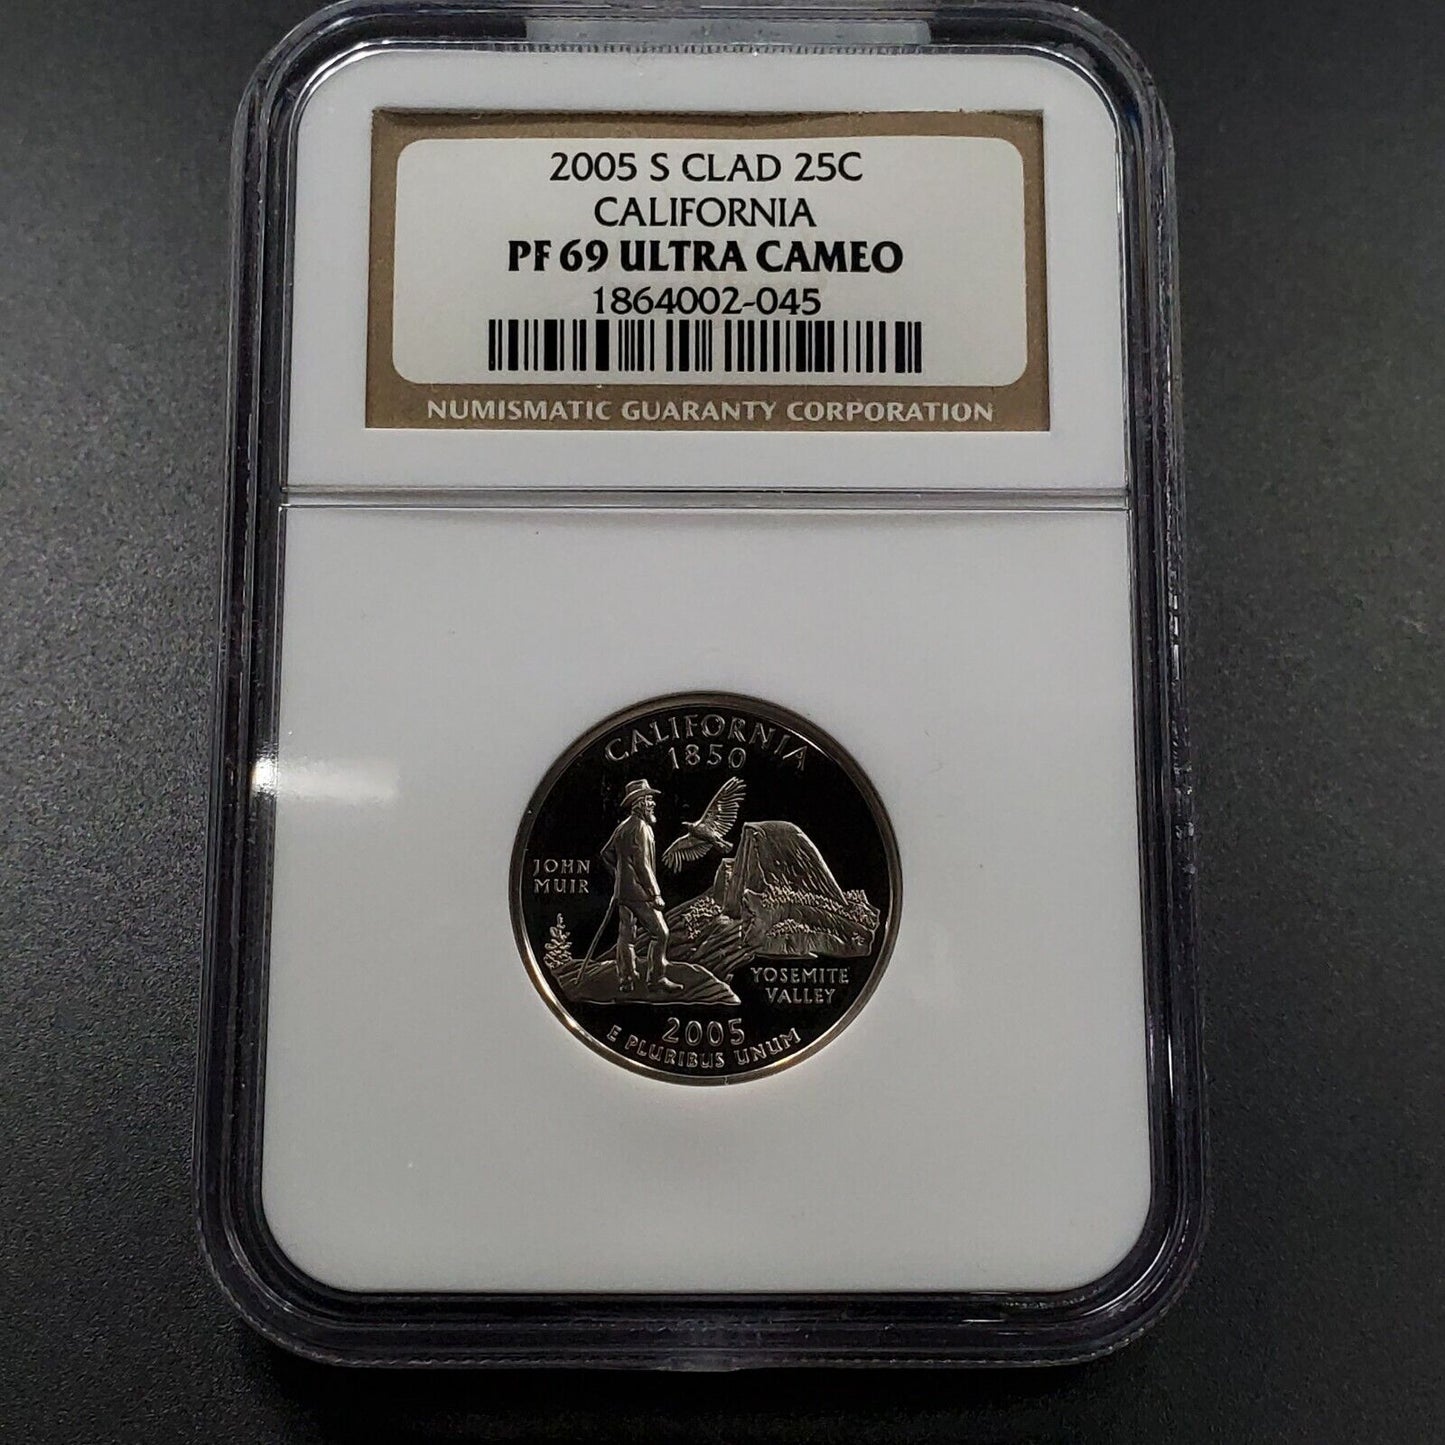 2005 S CLAD 25C
CALIFORNIA
PF 69 ULTRA CAMEO
1864002-045
NUMISMATIC GUARANTY CORPORATION
CALIFORNIA
1850
JOHN
MUIR
YOSEMITE
VALLEY
2005
E PLURIBUS UNUM